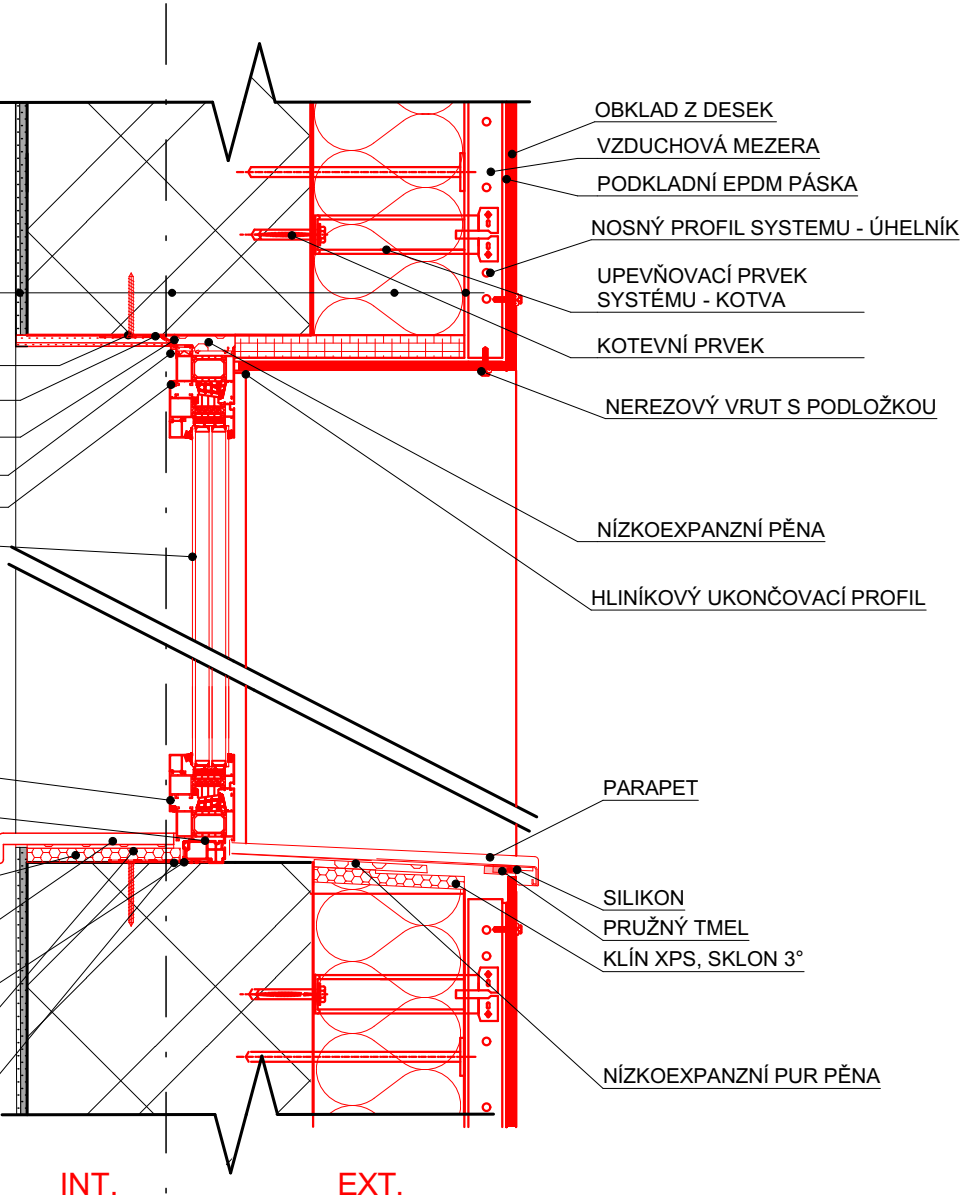 OBKLAD Z DESEK
VZDUCHOVÁ MEZERA
PODKLADNÍ EPDM PÁSKA
NOSNÝ PROFIL SYSTEMU - ÚHELNÍK
UPEVŇOVACÍ PRVEK
SYSTÉMU - KOTVA
KOTEVNÍ PRVEK
NEREZOVÝ VRUT S PODLOŽKOU
NÍZKOEXPANZNÍ PĚNA
HLINÍKOVÝ UKONČOVACÍ PROFIL
PARAPET
SILIKON
PRUŽNÝ TMEL
KLÍN XPS, SKLON 3°
NÍZKOEXPANZNÍ PUR PĚNA
INT.
EXT.